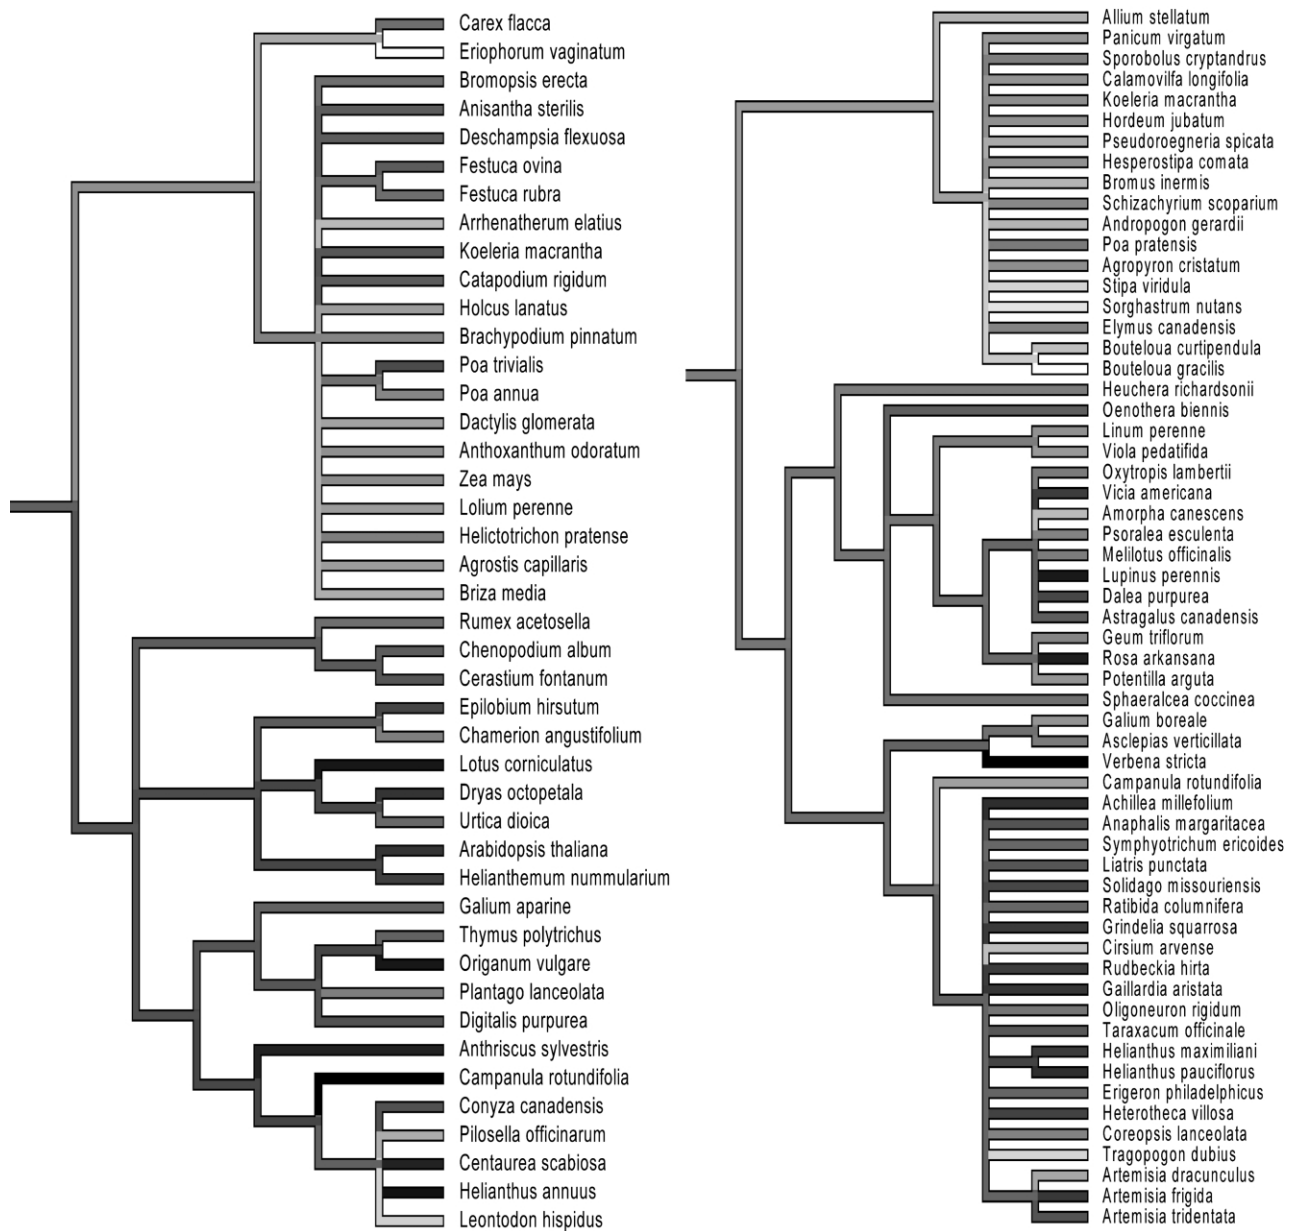 Carex flacca
Eriophorum vaginatum
Bromopsis erecta
Anisantha sterilis
Deschampsia flexuosa
Festuca ovina
Festuca rubra
Arrhenatherum elatius
Koeleria macrantha
Catapodium rigidum
Holcus lanatus
Brachypodium pinnatum
Poa trivialis
Poa annua
Dactylis glomerata
Anthoxanthum odoratum
Zea mays
Lolium perenne
Helictotrichon pratense
Agrostis capillaris
Briza media
Rumex acetosella
Chenopodium album
Cerastium fontanum
Epilobium hirsutum
Chamerion angustifolium
Lotus corniculatus
Dryas octopetala
Urtica dioica
Arabidopsis thaliana
Helianthemum nummularium
Galium aparine
Thymus polytrichus
Origanum vulgare
Plantago lanceolata
Digitalis purpurea
Anthriscus sylvestris
Campanula rotundifolia
Conyza canadensis
Pilosella officinarum
Centaurea scabiosa
Helianthus annuus
Leontodon hispidus
Allium stellatum
Panicum virgatum
Sporobolus cryptandrus
Calamovilfa longifolia
Koeleria macrantha
Hordeum jubatum
Pseudoroegneria spicata
Hesperostipa comata
Bromus inermis
Schizachyrium scoparium
Andropogon gerardii
Poa pratensis
Agropyron cristatum
Stipa viridula
Sorghastrum nutans
Elymus canadensis
Bouteloua curtipendula
Bouteloua gracilis
Heuchera richardsonii
Oenothera biennis
Linum perenne
Viola pedatifida
Oxytropis lambertii
Vicia americana
Amorpha canescens
Psoralea esculenta
Melilotus officinalis
Lupinus perennis
Dalea purpurea
Astragalus canadensis
Geum triflorum
Rosa arkansana
Potentilla arguta
Sphaeralcea coccinea
Galium boreale
Asclepias verticillata
Verbena stricta
Campanula rotundifolia
Achillea millefolium
Anaphalis margaritacea
Symphyotrichum ericoides
Liatris punctata
Solidago missouriensis
Ratibida columnifera
Grindelia squarrosa
Cirsium arvense
Rudbeckia hirta
Gaillardia aristata
Oligoneuron rigidum
Taraxacum officinale
Helianthus maximiliani
Helianthus pauciflorus
Erigeron philadelphicus
Heterotheca villosa
Coreopsis lanceolata
Tragopogon dubius
Artemisia dracunculus
Artemisia frigida
Artemisia tridentata